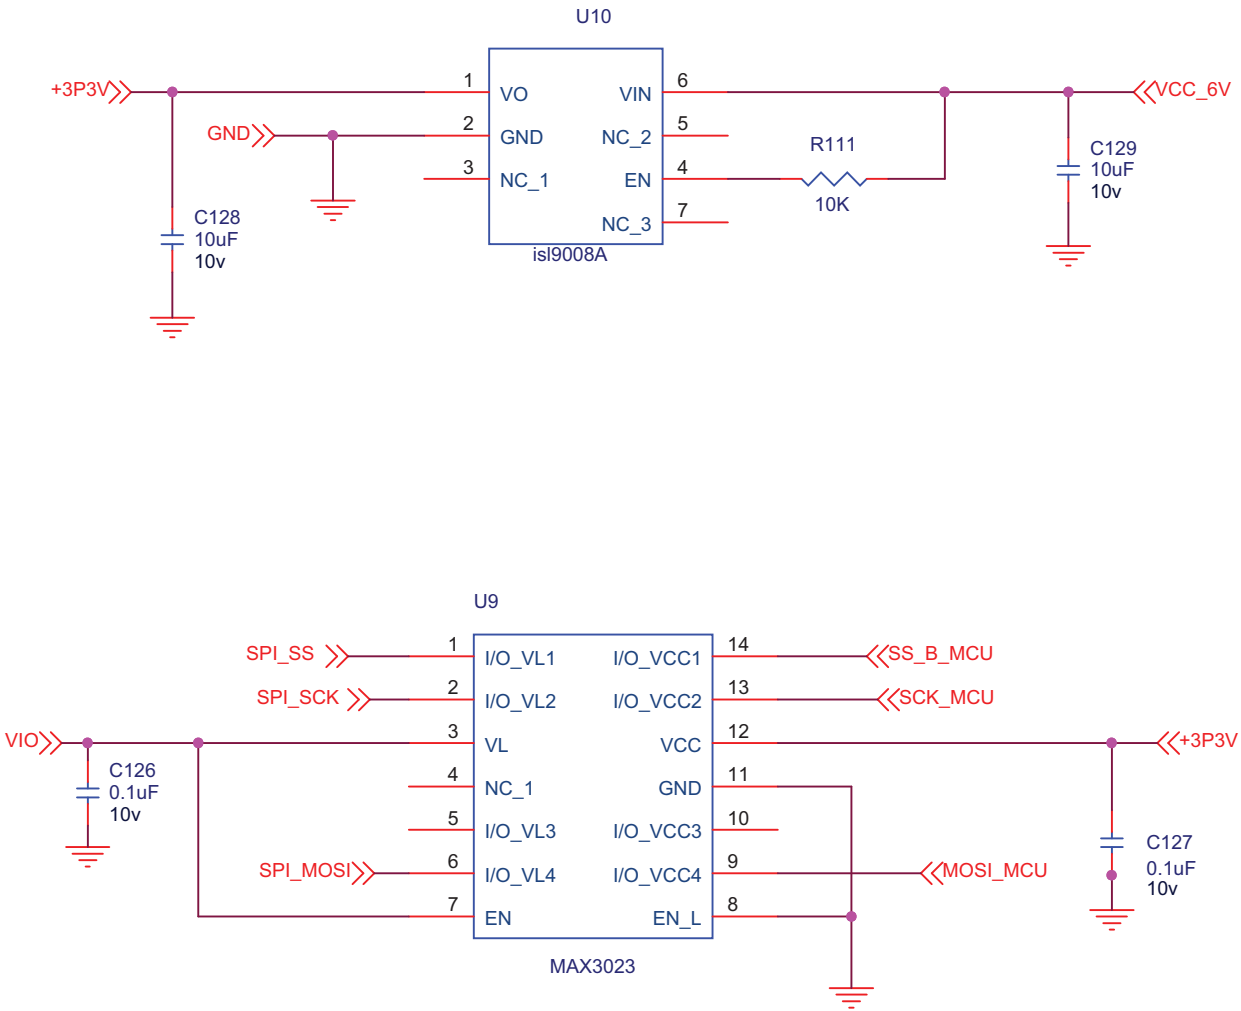 U10
+3P3V
1
VO
VIN
6
VCC_6V
GND
2
GND
NC_2
5
3
NC_1
EN
4
R111
10K
NC_3
7
isl9008A
C128
10uF
10v
C129
10uF
10v
U9
SPI_SS
1
I/O_VL1
I/O_VCC1
14
SS_B_MCU
SPI_SCK
2
I/O_VL2
I/O_VCC2
13
SCK_MCU
VIO
3
VL
VCC
12
+3P3V
C126
0.1uF
10v
4
NC_1
GND
11
5
I/O_VL3
I/O_VCC3
10
SPI_MOSI
6
I/O_VL4
I/O_VCC4
9
MOSI_MCU
C127
0.1uF
10v
7
EN
EN_L
8
MAX3023